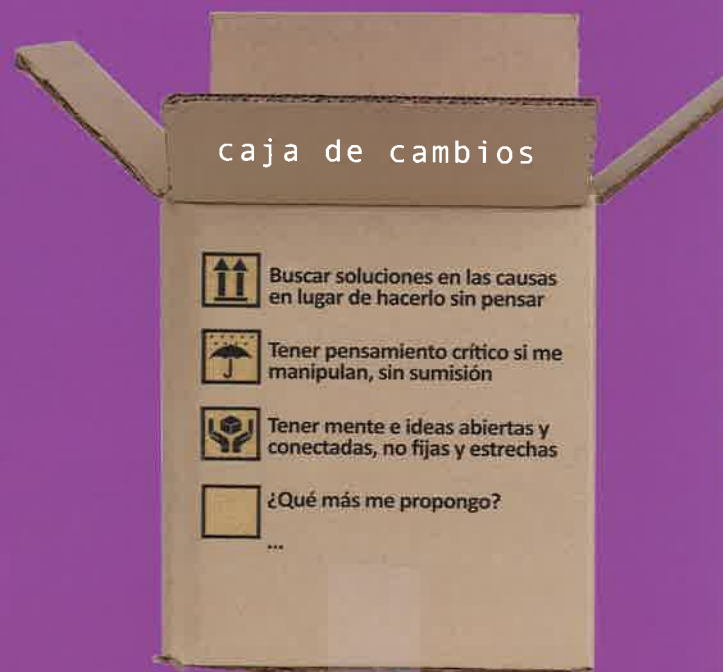 caja de cambios
Buscar soluciones en las causas
en lugar de hacerlo sin pensar
Tener pensamiento crítico si me
manipulan, sin sumisión
Tener mente e ideas abiertas y
conectadas, no fijas y estrechas
¿Qué más me propongo?
...